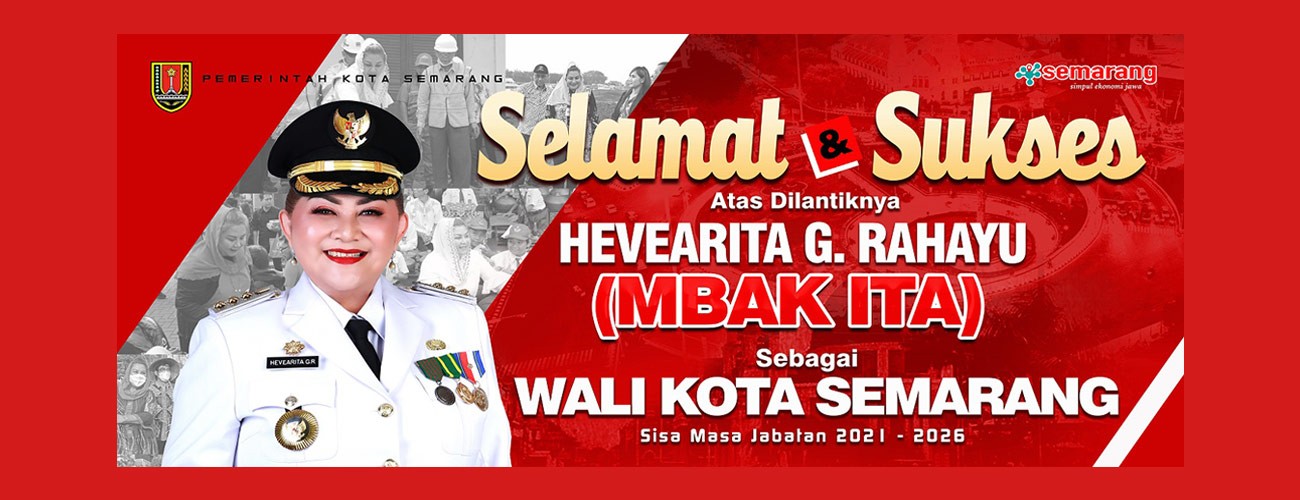 PEMERINTAH KOTA SEMARANG
semarang
simpul ekonomi jawa
Selamat & Sukses
Atas Dilantiknya
HEVEARITA G. RAHAYU
(MBAK ITA)
Sebagai
WALI KOTA SEMARANG
Sisa Masa Jabatan 2021 - 2026
HEVEARITA G.R.